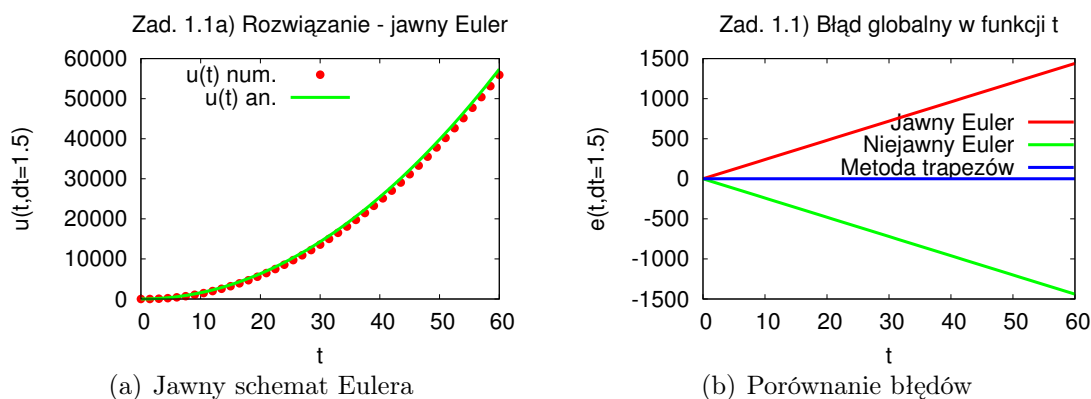 Zad. 1.1a) Rozwiązanie - jawny Euler
60000
50000
40000
30000
20000
10000
0
u(t,dt=1.5)
u(t) num.
u(t) an.
0 10 20 30 40 50 60
t
(a) Jawny schemat Eulera
Zad. 1.1) Błąd globalny w funkcji t
1500
1000
500
0
-500
-1000
-1500
e(t,dt=1.5)
Jawny Euler
Niejawny Euler
Metoda trapezów
0 10 20 30 40 50 60
t
(b) Porównanie błędów